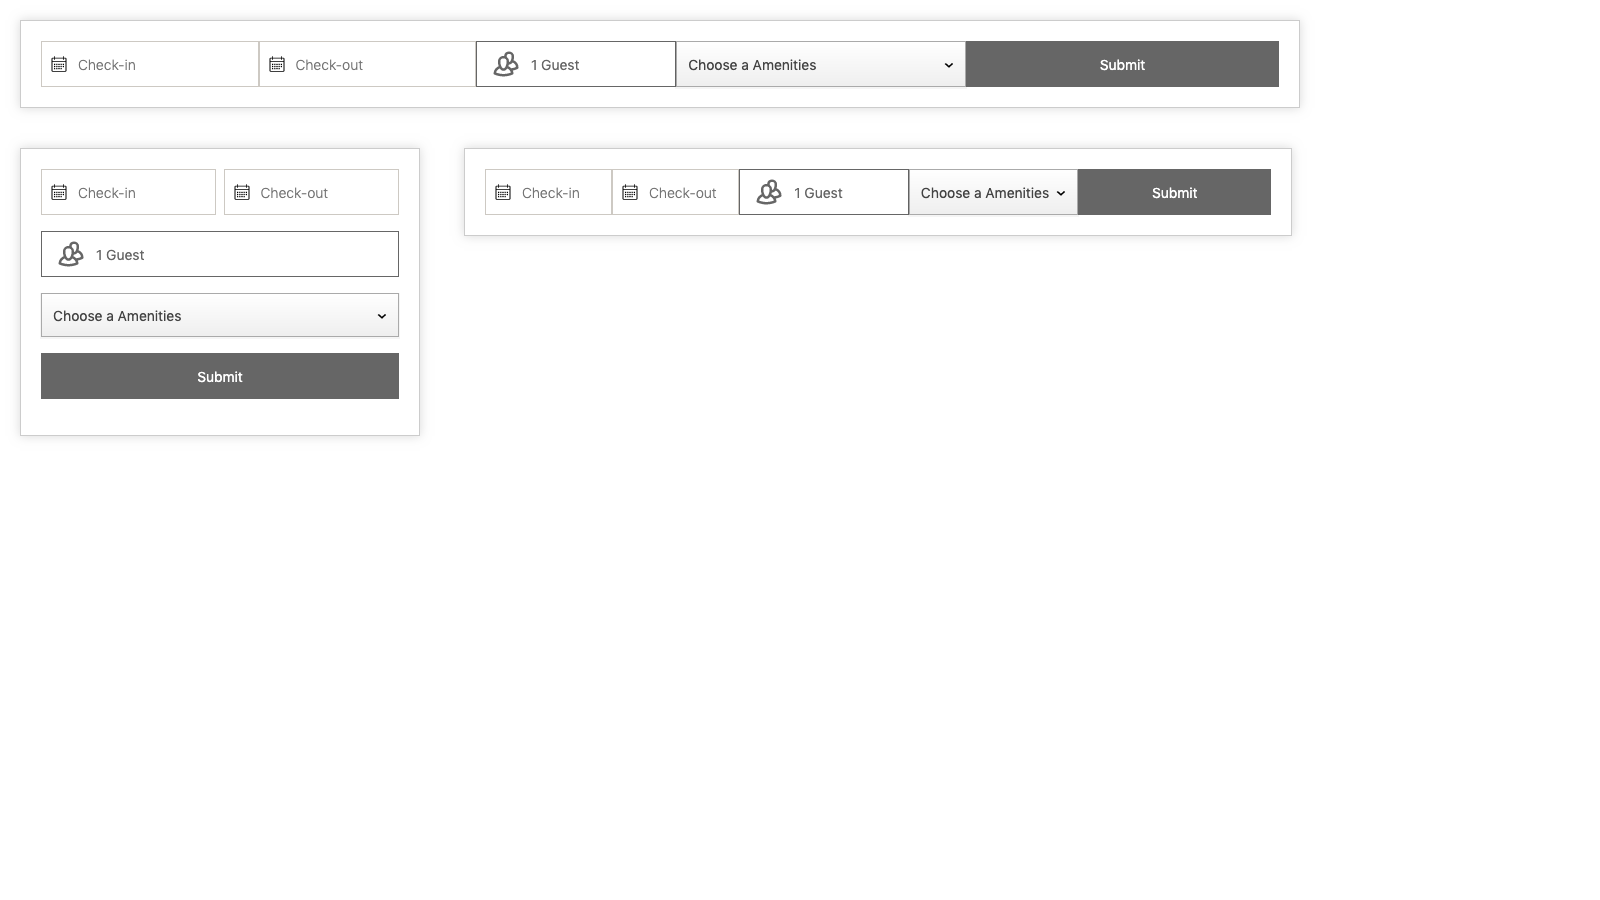 Check-in Check-out 1 Guest Choose a Amenities Submit
Check-in Check-out
1 Guest
Choose a Amenities
Submit
Check-in Check-out 1 Guest Choose a Amenities Submit